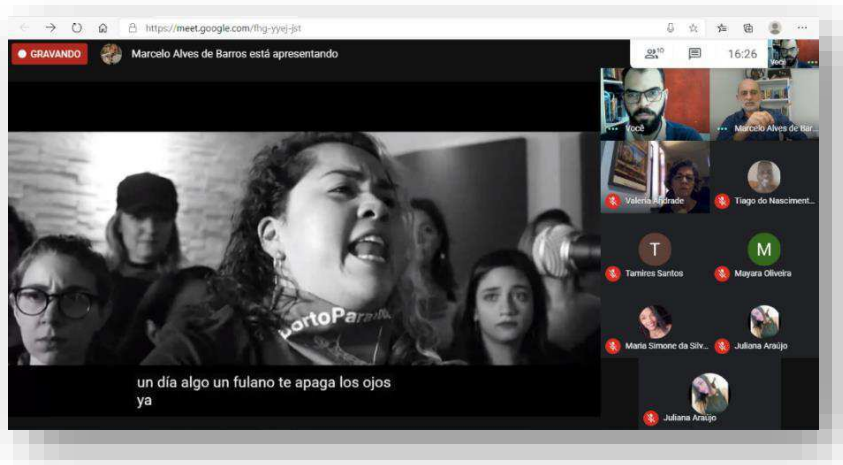 https://meet.google.com/fhg-yyej-jst
GRAVANDO
Marcelo Alves de Barros está apresentando
10
16:26
Você
Você
Marcelo Alves de Bar...
Valeria Andrade
Tiago do Nasciment...
T
M
Tamires Santos
Mayara Oliveira
Maria Simone da Silv...
Juliana Araújo
ortoPara
un día algo un fulano te apaga los ojos
ya
Juliana Araújo